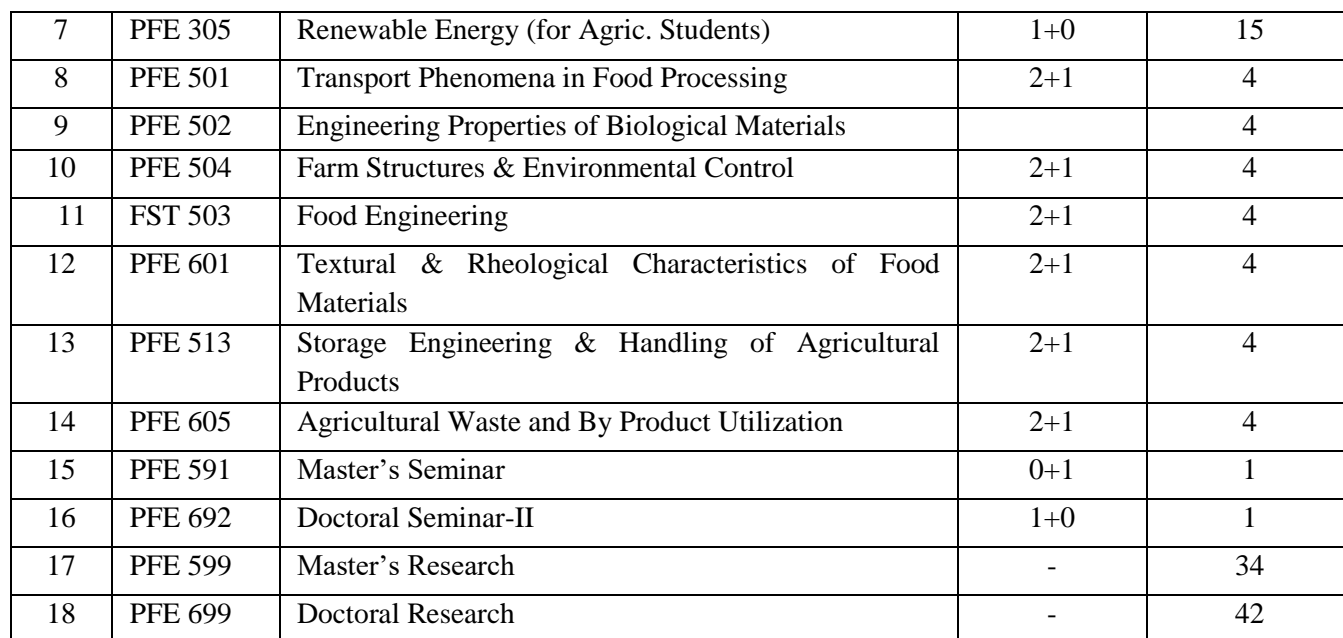 7 PFE 305 Renewable Energy (for Agric. Students) 1+0 15
8 PFE 501 Transport Phenomena in Food Processing 2+1 4
9 PFE 502 Engineering Properties of Biological Materials 4
10 PFE 504 Farm Structures & Environmental Control 2+1 4
11 FST 503 Food Engineering 2+1 4
12 PFE 601 Textural & Rheological Characteristics of Food 2+1 4
Materials
13 PFE 513 Storage Engineering & Handling of Agricultural 2+1 4
Products
14 PFE 605 Agricultural Waste and By Product Utilization 2+1 4
15 PFE 591 Master’s Seminar 0+1 1
16 PFE 692 Doctoral Seminar-II 1+0 1
17 PFE 599 Master’s Research - 34
18 PFE 699 Doctoral Research - 42